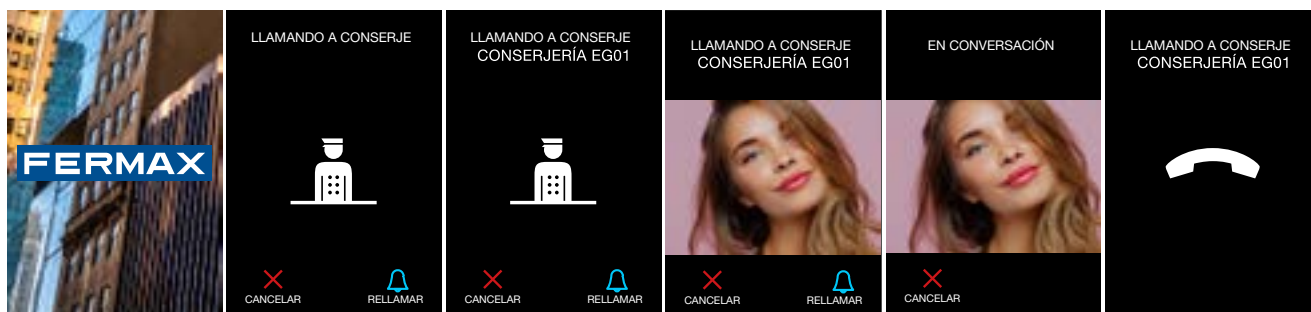 FERMAX
LLAMANDO A CONSERJE
CANCELAR
RELLAMAR
LLAMANDO A CONSERJE
CONSERJERÍA EG01
CANCELAR
RELLAMAR
LLAMANDO A CONSERJE
CONSERJERÍA EG01
CANCELAR
RELLAMAR
EN CONVERSACIÓN
CANCELAR
LLAMANDO A CONSERJE
CONSERJERÍA EG01